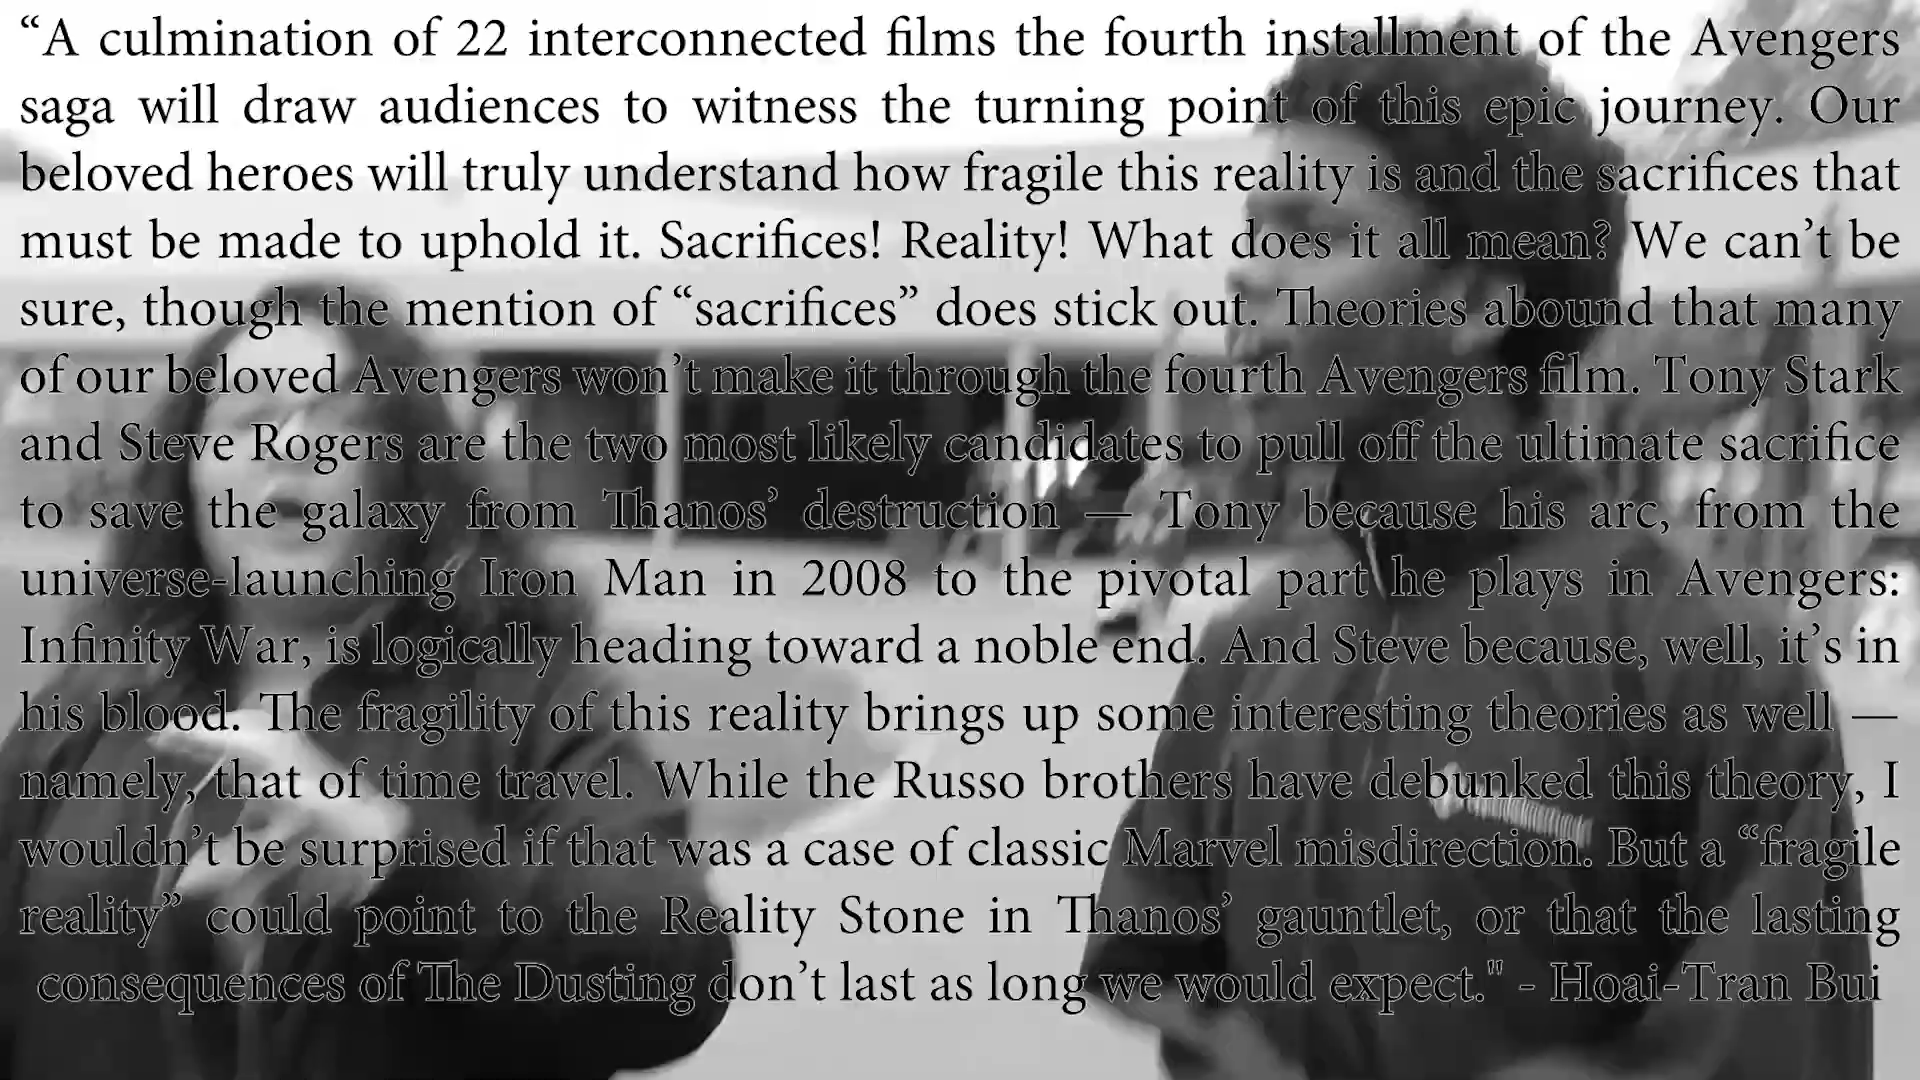 “A culmination of 22 interconnected films the fourth installment of the Avengers
saga will draw audiences to witness the turning point of this epic journey. Our
beloved heroes will truly understand how fragile this reality is and the sacrifices that
must be made to uphold it. Sacrifices! Reality! What does it all mean? We can’t be
sure, though the mention of “sacrifices” does stick out. Theories abound that many
of our beloved Avengers won’t make it through the fourth Avengers film. Tony Stark
and Steve Rogers are the two most likely candidates to pull off the ultimate sacrifice
to save the galaxy from Thanos’ destruction — Tony because his arc, from the
universe-launching Iron Man in 2008 to the pivotal part he plays in Avengers:
Infinity War, is logically heading toward a noble end. And Steve because, well, it’s in
his blood. The fragility of this reality brings up some interesting theories as well —
namely, that of time travel. While the Russo brothers have debunked this theory, I
wouldn’t be surprised if that was a case of classic Marvel misdirection. But a “fragile
reality” could point to the Reality Stone in Thanos’ gauntlet, or that the lasting
consequences of The Dusting don’t last as long we would expect." - Hoai-Tran Bui